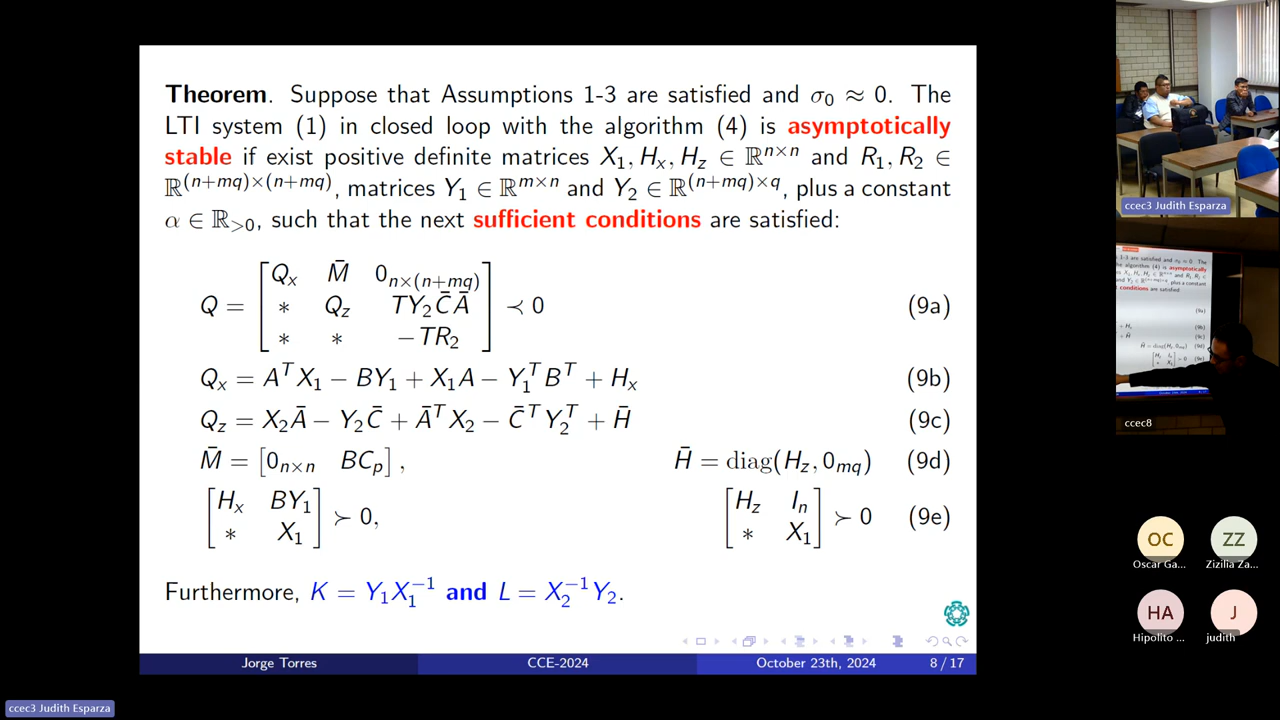 Theorem. Suppose that Assumptions 1-3 are satisfied and σ₀ ≈ 0. The
LTI system (1) in closed loop with the algorithm (4) is asymptotically
stable if exist positive definite matrices X₁, Hₓ, H_z ∈ ℝ^{n×n} and R₁, R₂ ∈
ℝ^{(n+mq)×(n+mq)}, matrices Y₁ ∈ ℝ^{m×n} and Y₂ ∈ ℝ^{(n+mq)×q}, plus a constant
α ∈ ℝ_{>0}, such that the next sufficient conditions are satisfied:
Q = [Qₓ M̄ 0_{n×(n+mq)}; * Q_z TY₂C̄Ā; * * −TR₂] ≺ 0 (9a)
Qₓ = AᵀX₁ − BY₁ + X₁A − Y₁ᵀBᵀ + Hₓ (9b)
Q_z = X₂Ā − Y₂C̄ + ĀᵀX₂ − C̄ᵀY₂ᵀ + H̄ (9c)
M̄ = [0_{n×n} BC_p], H̄ = diag(H_z, 0_{mq}) (9d)
[Hₓ BY₁; * X₁] ≻ 0, [H_z Iₙ; * X₁] ≻ 0 (9e)
Furthermore, K = Y₁X₁⁻¹ and L = X₂⁻¹Y₂.
Jorge Torres CCE-2024 October 23th, 2024 8 / 17
ccec3 Judith Esparza
ccec3 Judith Esparza
ccec8
OC
Oscar Ga...
ZZ
Zizilia Za...
HA
Hipolito ...
J
judith